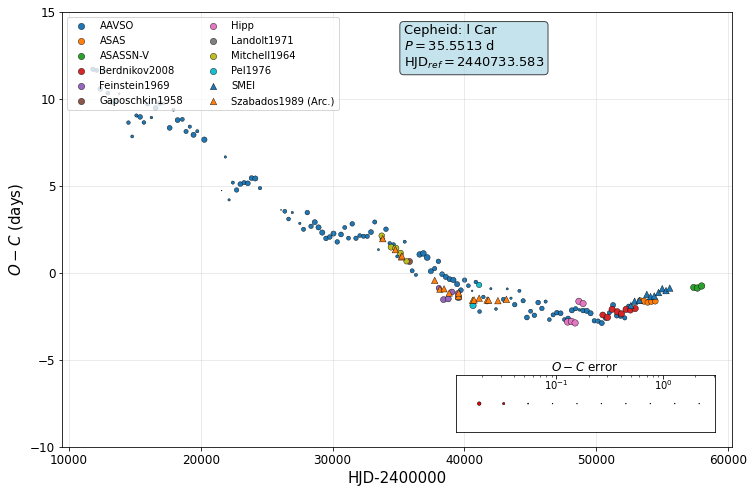 15
10
5
0
−5
−10
O − C (days)
AAVSO
ASAS
ASASSN-V
Berdnikov2008
Feinstein1969
Gaposchkin1958
Hipp
Landolt1971
Mitchell1964
Pel1976
SMEI
Szabados1989 (Arc.)
Cepheid: l Car
P = 35.5513 d
HJD_ref = 2440733.583
O − C error
10⁻¹ 10⁰
10000 20000 30000 40000 50000 60000
HJD-2400000